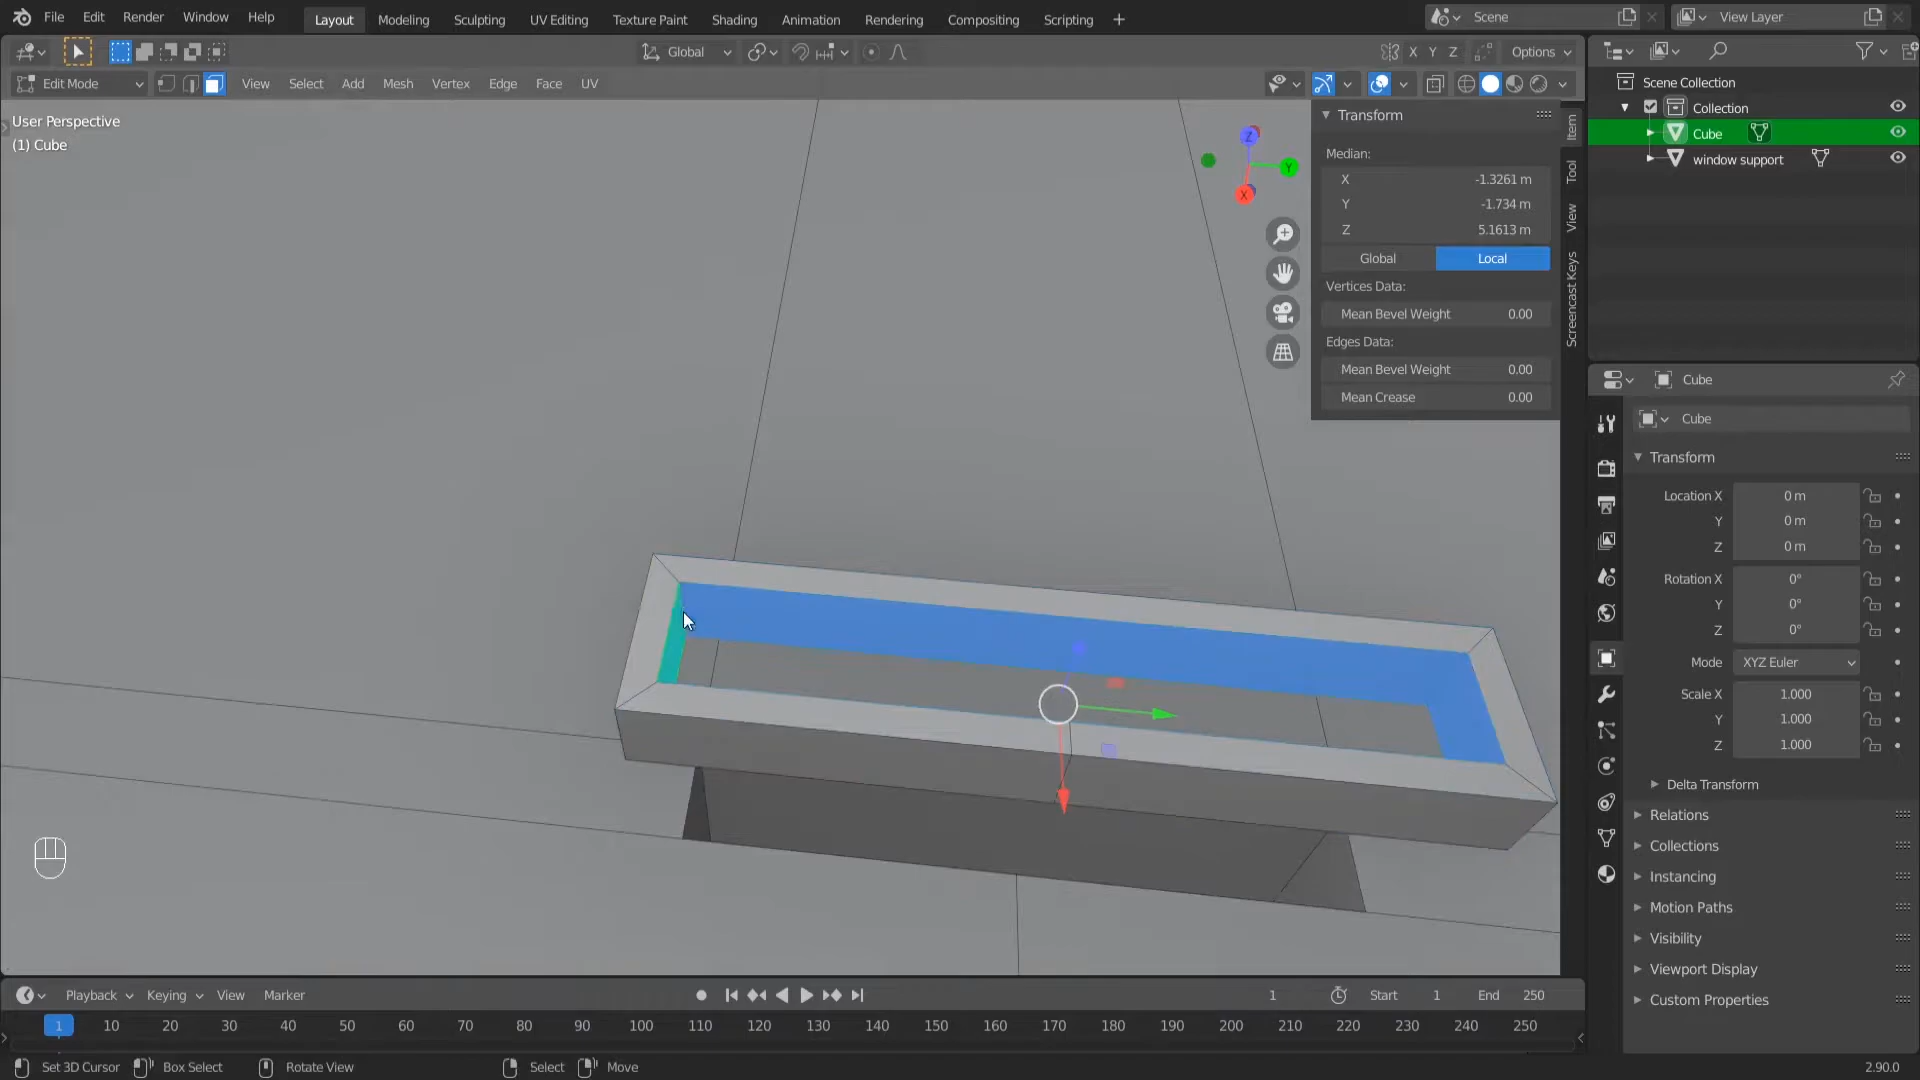 File Edit Render Window Help Layout Modeling Sculpting UV Editing Texture Paint Shading Animation Rendering Compositing Scripting + Scene View Layer
Global X Y Z Options
Edit Mode View Select Add Mesh Vertex Edge Face UV
User Perspective
(1) Cube
Z
Y
X
Transform
Median:
X -1.3261 m
Y -1.734 m
Z 5.1613 m
Global Local
Vertices Data:
Mean Bevel Weight 0.00
Edges Data:
Mean Bevel Weight 0.00
Mean Crease 0.00
Item
Tool
View
Screencast Keys
Scene Collection
Collection
Cube
window support
Cube
Cube
Transform
Location X 0 m
Y 0 m
Z 0 m
Rotation X 0°
Y 0°
Z 0°
Mode XYZ Euler
Scale X 1.000
Y 1.000
Z 1.000
Delta Transform
Relations
Collections
Instancing
Motion Paths
Visibility
Viewport Display
Custom Properties
Playback Keying View Marker 1 Start 1 End 250
1 10 20 30 40 50 60 70 80 90 100 110 120 130 140 150 160 170 180 190 200 210 220 230 240 250
Set 3D Cursor Box Select Rotate View Select Move 2.90.0